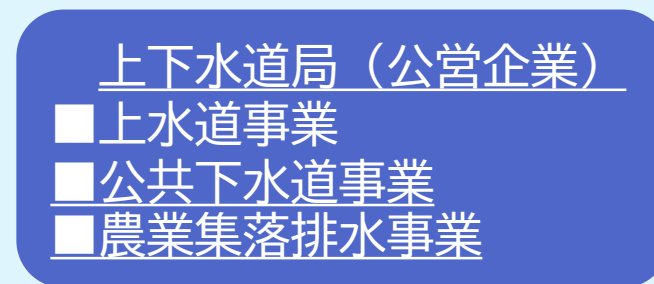 上下水道局（公営企業）
■上水道事業
■公共下水道事業
■農業集落排水事業